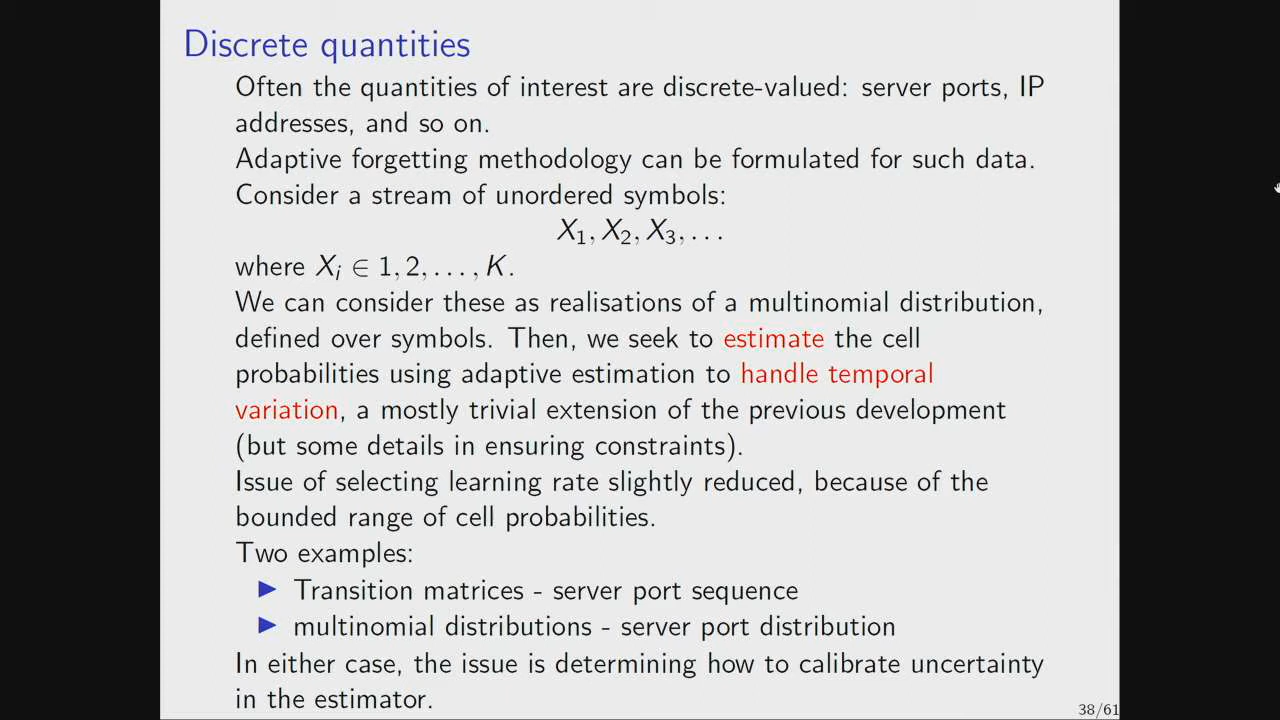 Discrete quantities
Often the quantities of interest are discrete-valued: server ports, IP
addresses, and so on.
Adaptive forgetting methodology can be formulated for such data.
Consider a stream of unordered symbols:
X₁, X₂, X₃, . . .
where Xᵢ ∈ 1, 2, . . . , K.
We can consider these as realisations of a multinomial distribution,
defined over symbols. Then, we seek to estimate the cell
probabilities using adaptive estimation to handle temporal
variation, a mostly trivial extension of the previous development
(but some details in ensuring constraints).
Issue of selecting learning rate slightly reduced, because of the
bounded range of cell probabilities.
Two examples:
▶ Transition matrices - server port sequence
▶ multinomial distributions - server port distribution
In either case, the issue is determining how to calibrate uncertainty
in the estimator.
38/61